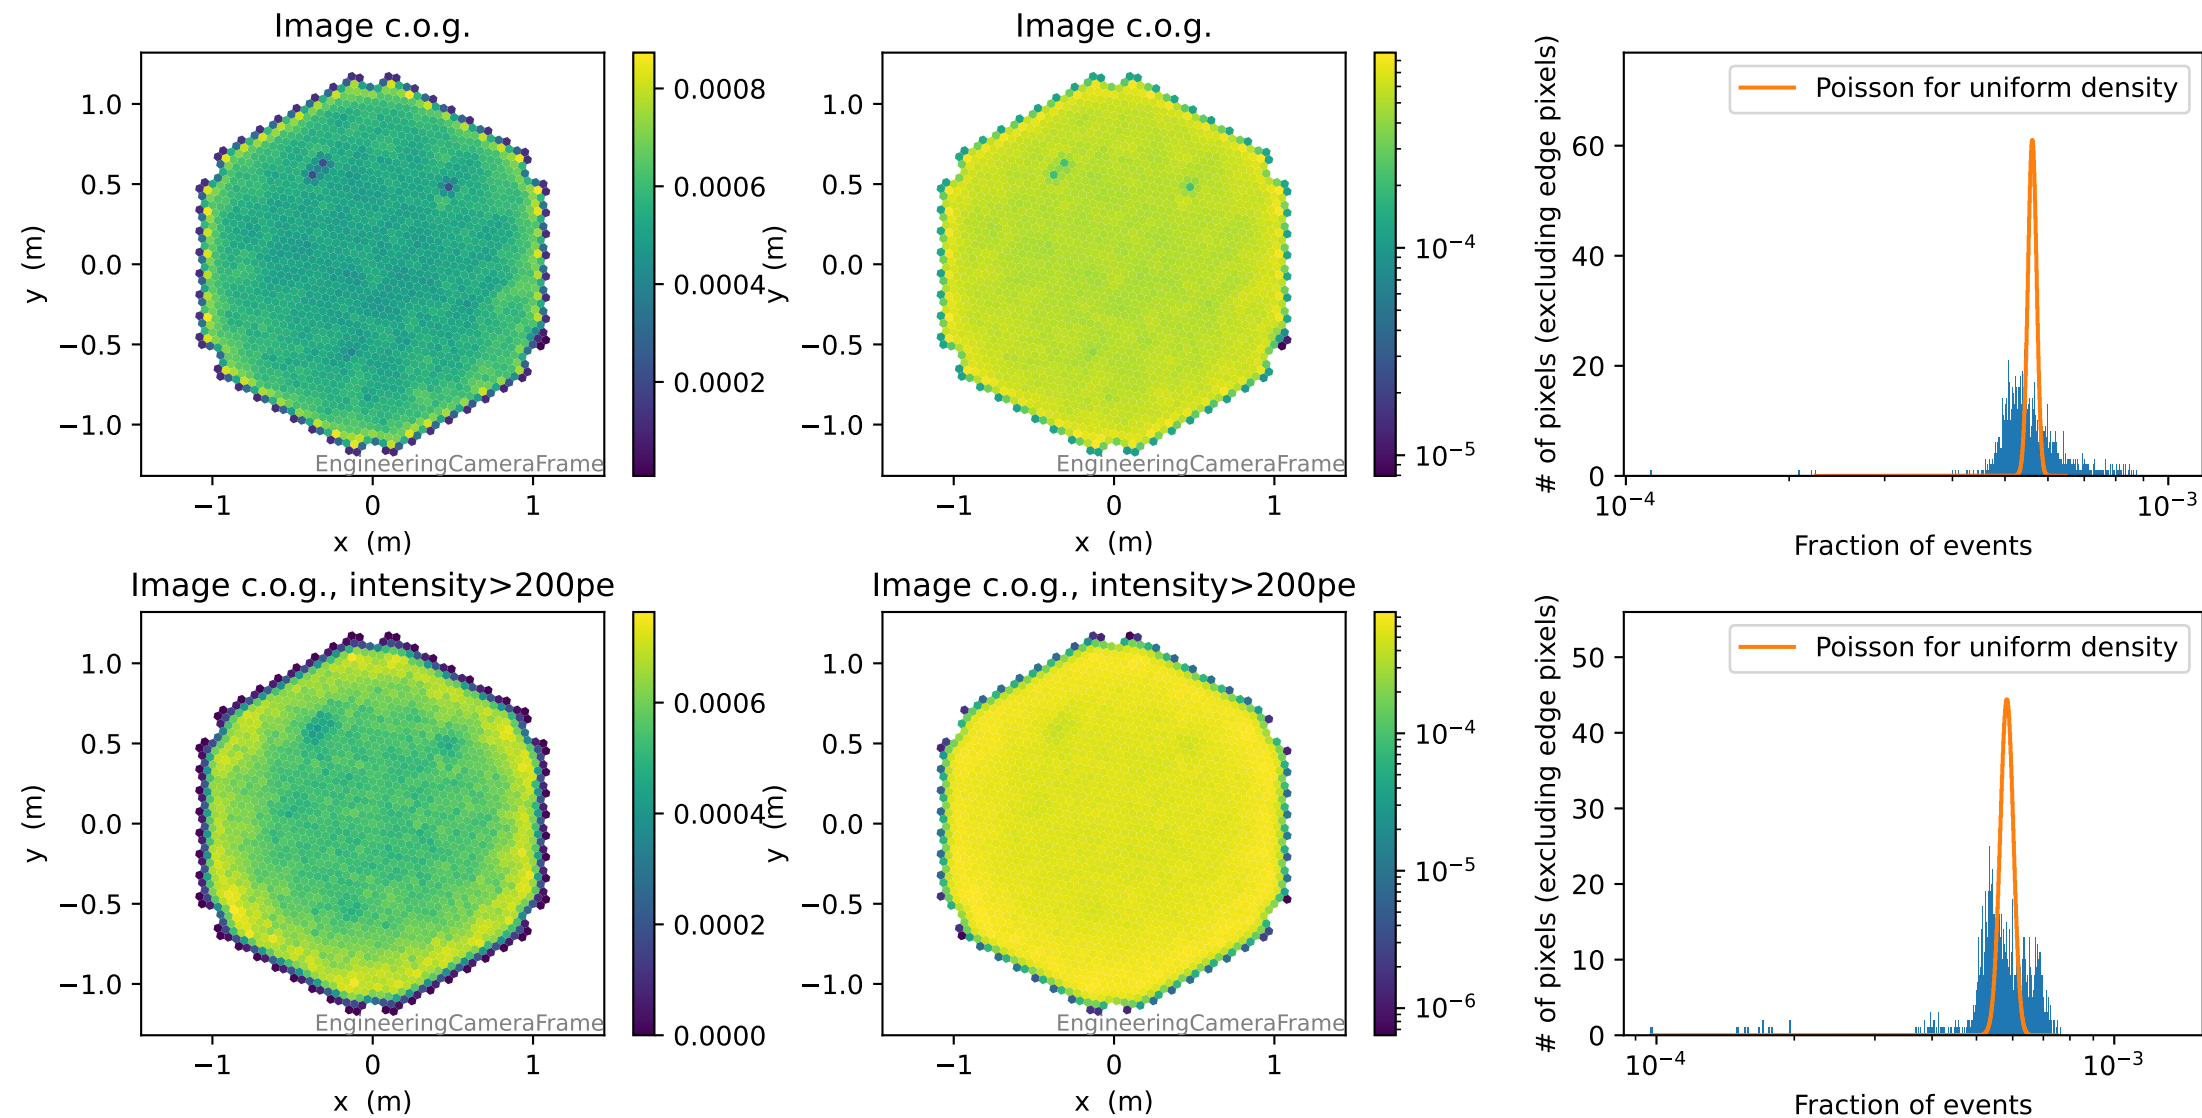 Image c.o.g.
1.0
0.5
0.0
−0.5
−1.0
y (m)
−1
0
1
x (m)
EngineeringCameraFrame
0.0008
0.0006
0.0004
0.0002
Image c.o.g.
1.0
0.5
0.0
−0.5
−1.0
y (m)
−1
0
1
x (m)
EngineeringCameraFrame
10⁻⁴
10⁻⁵
Poisson for uniform density
60
40
20
0
# of pixels (excluding edge pixels)
10⁻⁴
10⁻³
Fraction of events
Image c.o.g., intensity>200pe
1.0
0.5
0.0
−0.5
−1.0
y (m)
−1
0
1
x (m)
EngineeringCameraFrame
0.0006
0.0004
0.0002
0.0000
Image c.o.g., intensity>200pe
1.0
0.5
0.0
−0.5
−1.0
y (m)
−1
0
1
x (m)
EngineeringCameraFrame
10⁻⁴
10⁻⁵
10⁻⁶
Poisson for uniform density
50
40
30
20
10
0
# of pixels (excluding edge pixels)
10⁻⁴
10⁻³
Fraction of events